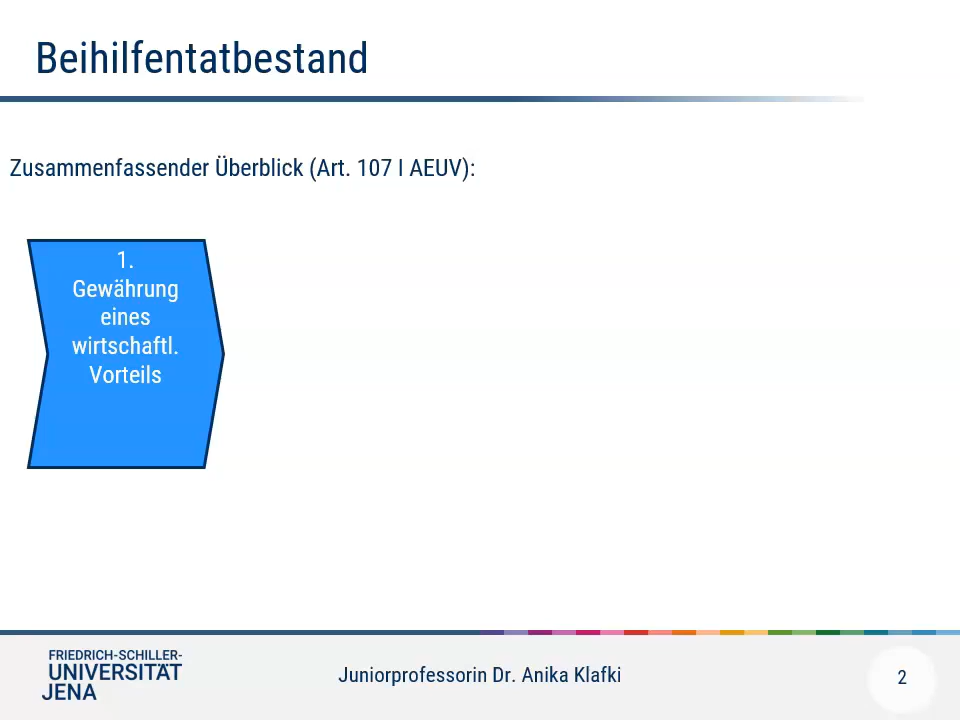 Beihilfentatbestand
Zusammenfassender Überblick (Art. 107 I AEUV):
1.
Gewährung
eines
wirtschaftl.
Vorteils
FRIEDRICH-SCHILLER-
UNIVERSITÄT
JENA
Juniorprofessorin Dr. Anika Klafki
2